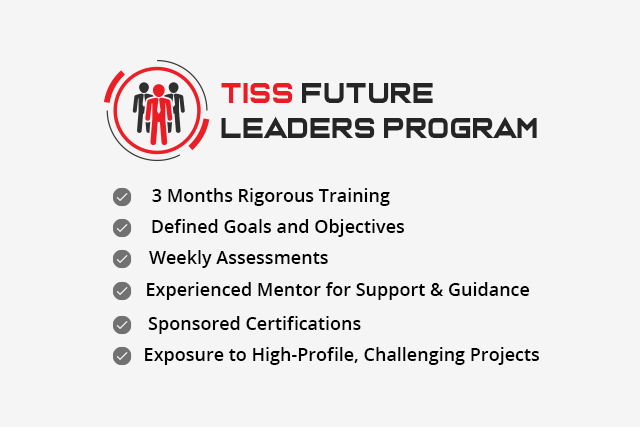 TISS FUTURE
LEADERS PROGRAM
3 Months Rigorous Training
Defined Goals and Objectives
Weekly Assessments
Experienced Mentor for Support & Guidance
Sponsored Certifications
Exposure to High-Profile, Challenging Projects